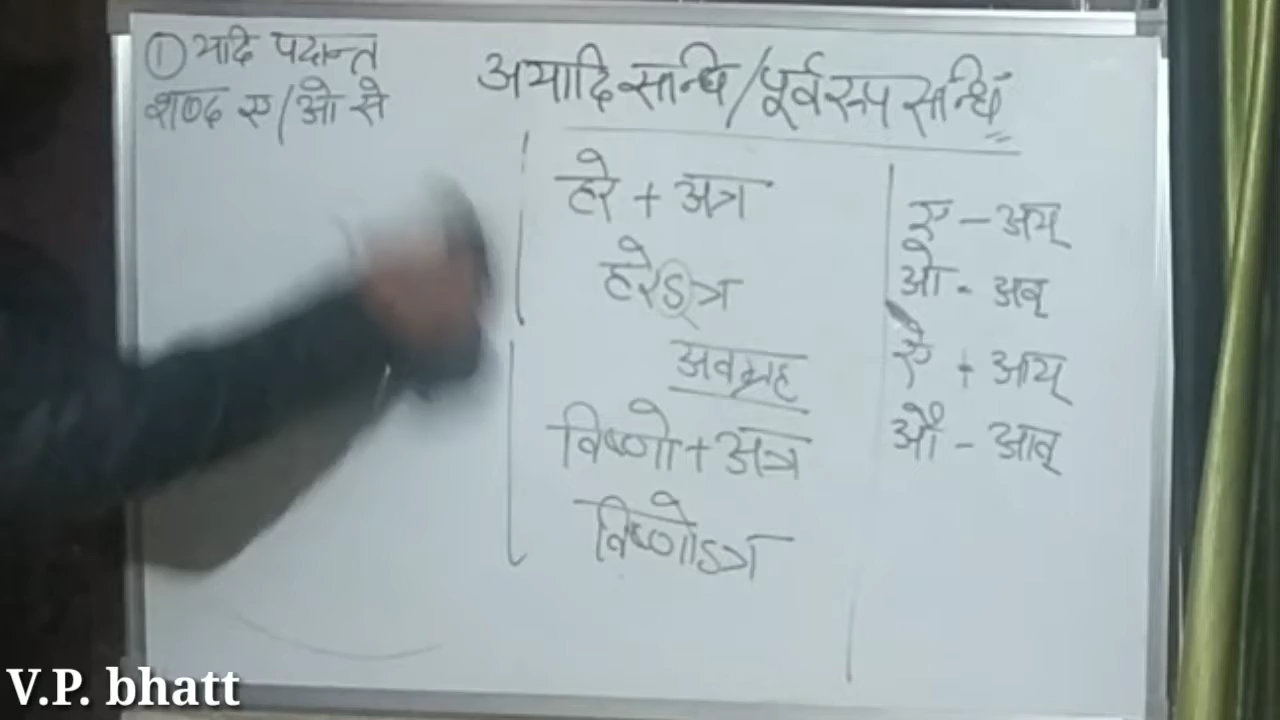 ① यदि पदान्त
शब्द ए/ओ से
अयादि सन्धि/पूर्वरूप सन्धिः
हरे + अत्र
हरेऽत्र
अवग्रह
विष्णो + अत्र
विष्णोऽत्र
ए - अय्
ओ - अव्
ऐ + आय्
औ - आव्
V.P. bhatt